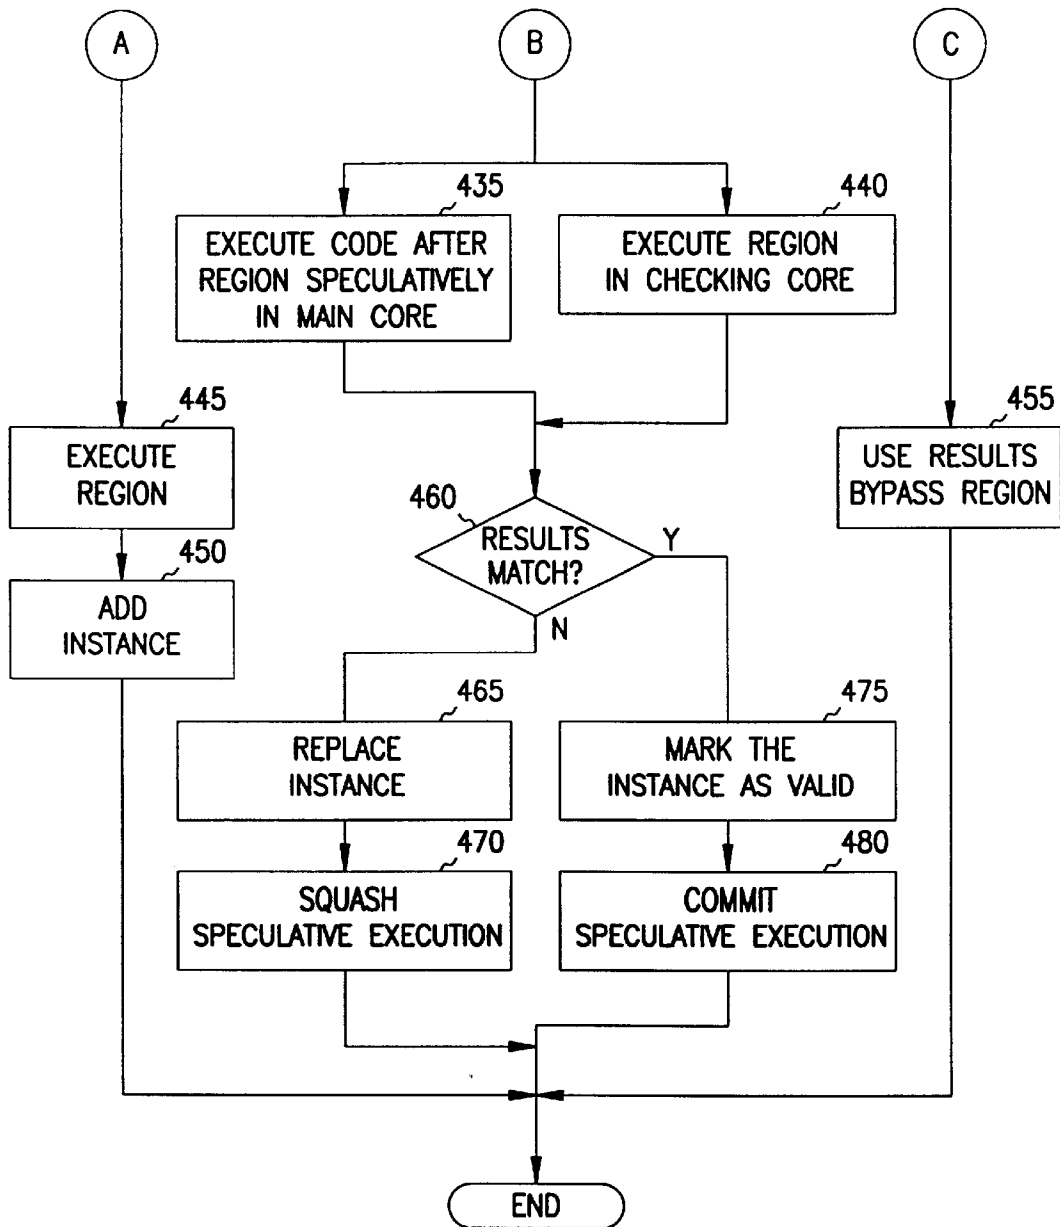 A
B
C
435
EXECUTE CODE AFTER
REGION SPECULATIVELY
IN MAIN CORE
440
EXECUTE REGION
IN CHECKING CORE
445
EXECUTE
REGION
455
USE RESULTS
BYPASS REGION
450
ADD
INSTANCE
460
RESULTS
MATCH?
Y
N
465
REPLACE
INSTANCE
475
MARK THE
INSTANCE AS VALID
470
SQUASH
SPECULATIVE EXECUTION
480
COMMIT
SPECULATIVE EXECUTION
END